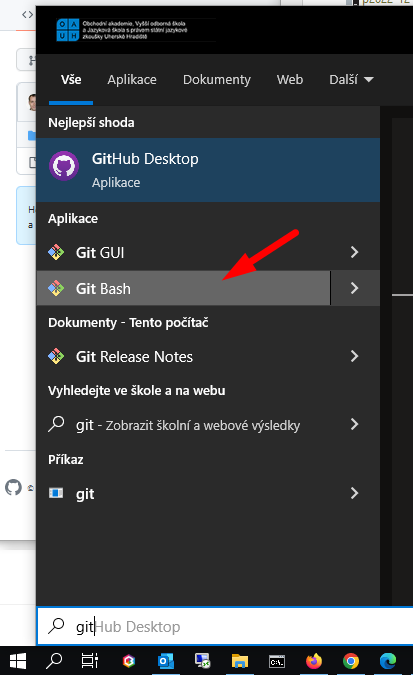 p2022-12
Obchodní akademie, Vyšší odborná škola
a Jazyková škola s právem státní jazykové
zkoušky Uherské Hradiště
Vše Aplikace Dokumenty Web Další
Nejlepší shoda
GitHub Desktop
Aplikace
Aplikace
Git GUI
Git Bash
Dokumenty - Tento počítač
Git Release Notes
Vyhledejte ve škole a na webu
git - Zobrazit školní a webové výsledky
Příkaz
git
gitHub Desktop